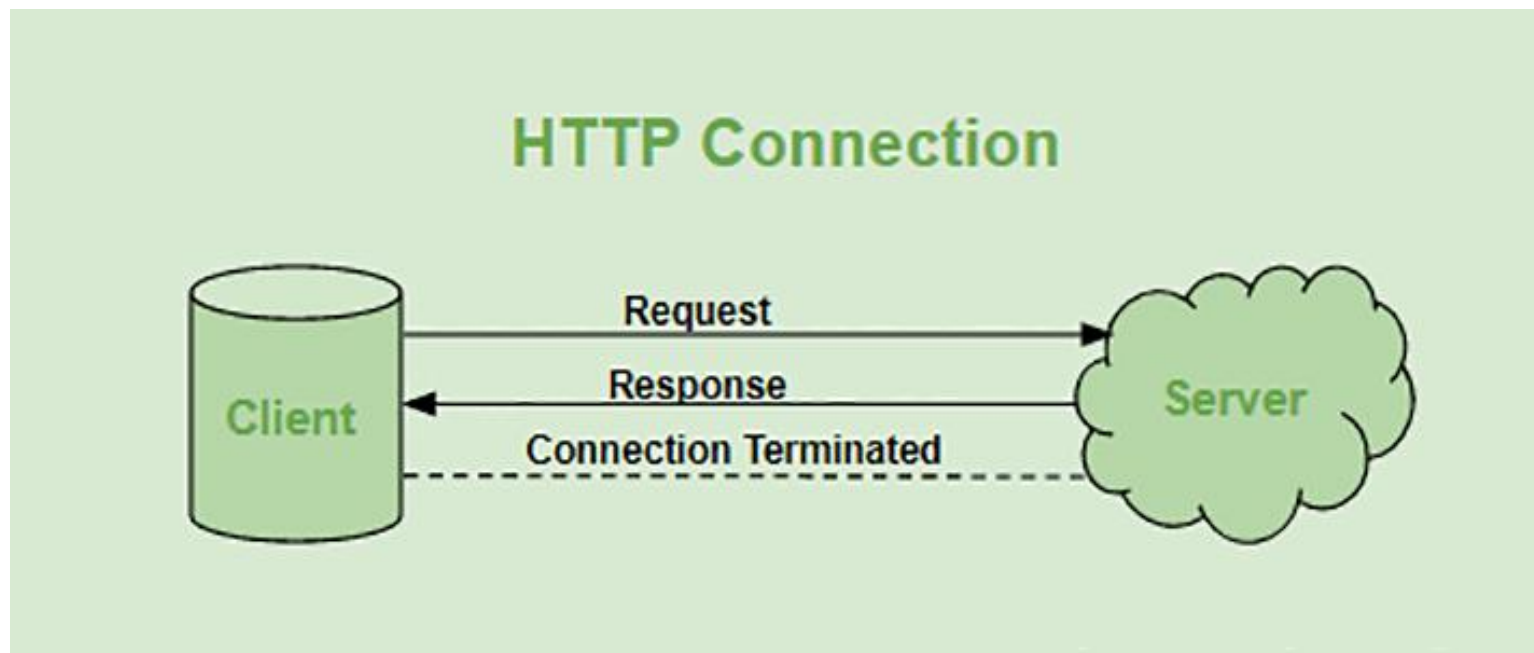 HTTP Connection
Request
Response
Client
Server
Connection Terminated